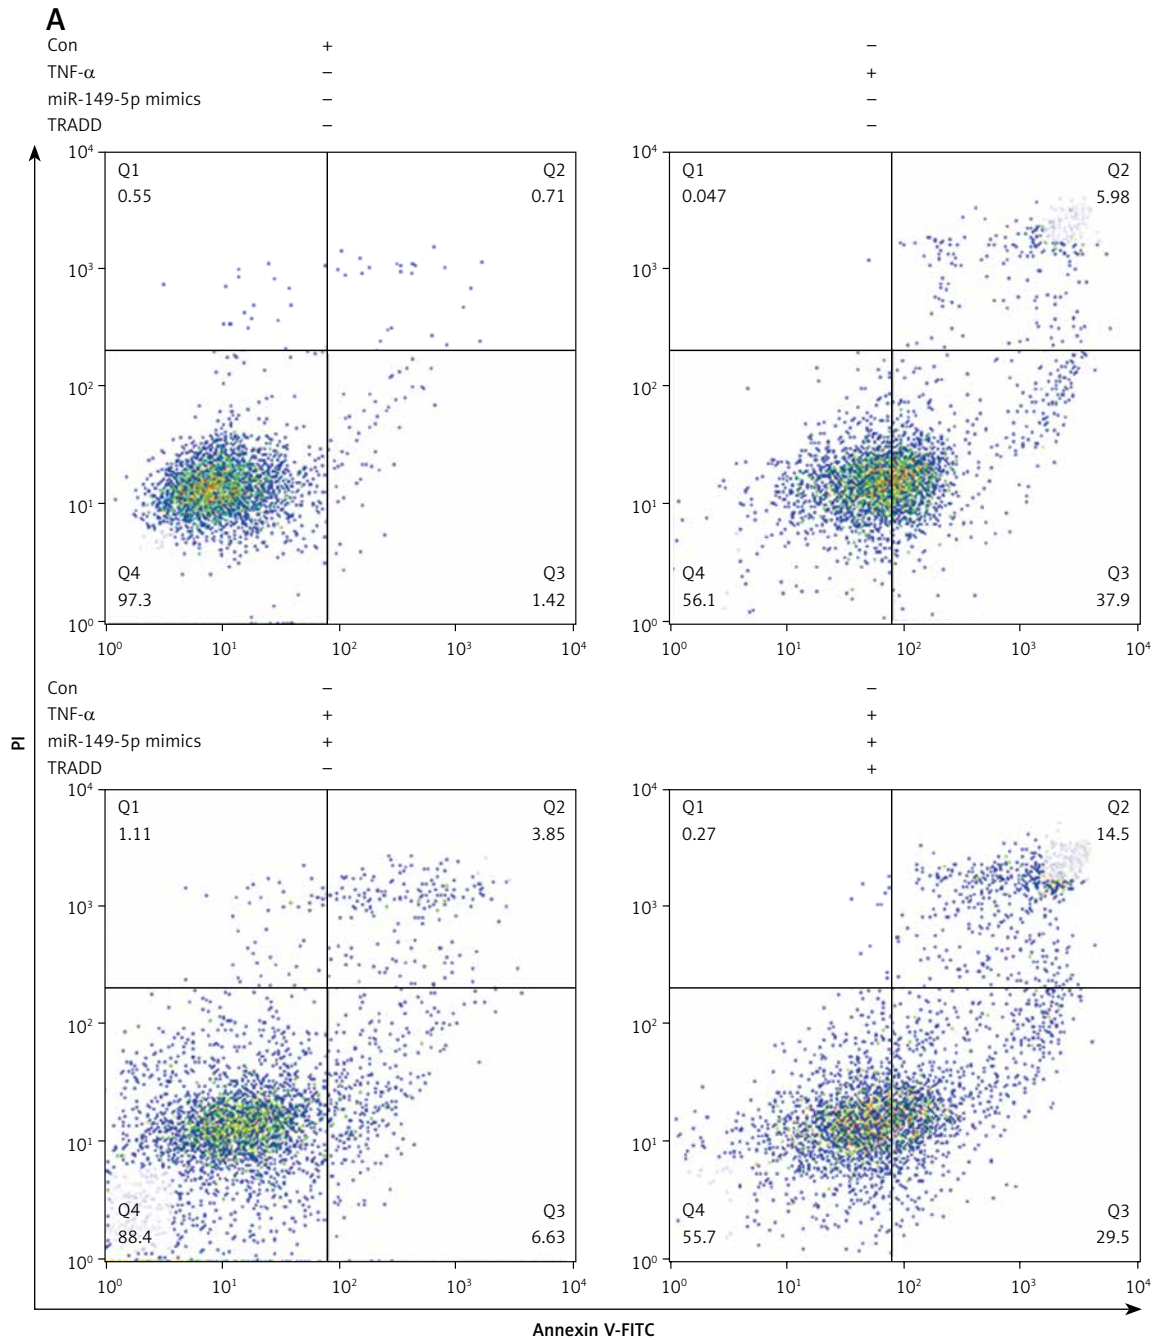 A
Con + −
TNF-α − +
miR-149-5p mimics − −
TRADD − −
10⁴ 10⁴
Q1 Q2 Q1 Q2
0.55 0.71 0.047 5.98
10³ 10³
10² 10²
10¹ 10¹
Q4 Q3 Q4 Q3
97.3 1.42 56.1 37.9
10⁰ 10⁰
10⁰ 10¹ 10² 10³ 10⁴ 10⁰ 10¹ 10² 10³ 10⁴
Con − −
TNF-α + +
miR-149-5p mimics + +
TRADD − +
PI
10⁴ 10⁴
Q1 Q2 Q1 Q2
1.11 3.85 0.27 14.5
10³ 10³
10² 10²
10¹ 10¹
Q4 Q3 Q4 Q3
88.4 6.63 55.7 29.5
10⁰ 10⁰
10⁰ 10¹ 10² 10³ 10⁴ 10⁰ 10¹ 10² 10³ 10⁴
Annexin V-FITC